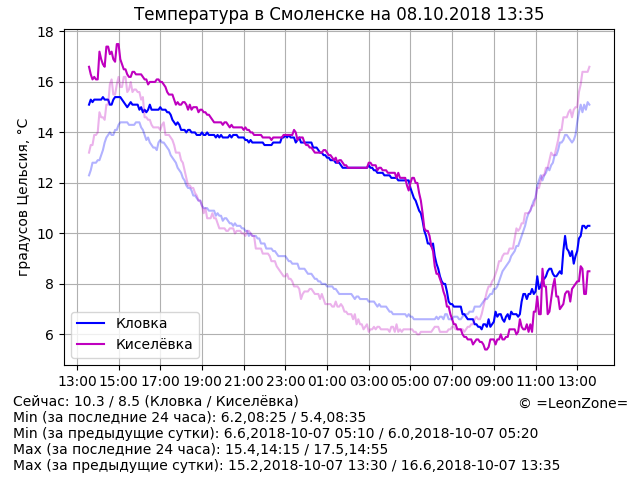 Температура в Смоленске на 08.10.2018 13:35
градусов Цельсия, °C
18
16
14
12
10
8
6
Кловка
Киселёвка
13:00 15:00 17:00 19:00 21:00 23:00 01:00 03:00 05:00 07:00 09:00 11:00 13:00
Сейчас: 10.3 / 8.5 (Кловка / Киселёвка)
© =LeonZone=
Min (за последние 24 часа): 6.2,08:25 / 5.4,08:35
Min (за предыдущие сутки): 6.6,2018-10-07 05:10 / 6.0,2018-10-07 05:20
Max (за последние 24 часа): 15.4,14:15 / 17.5,14:55
Max (за предыдущие сутки): 15.2,2018-10-07 13:30 / 16.6,2018-10-07 13:35